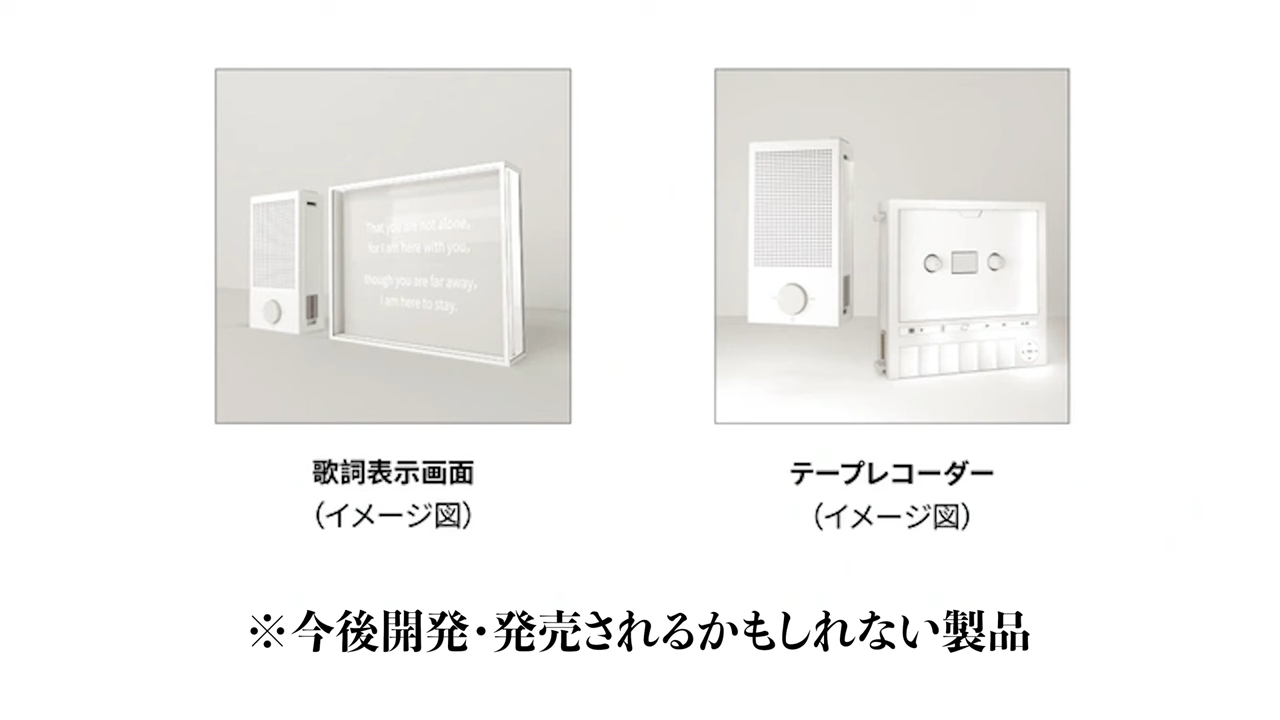 That you are not alone,
for I am here with you,
though you are far away,
i am here to stay.
歌詞表示画面
（イメージ図）
テープレコーダー
（イメージ図）
※今後開発・発売されるかもしれない製品